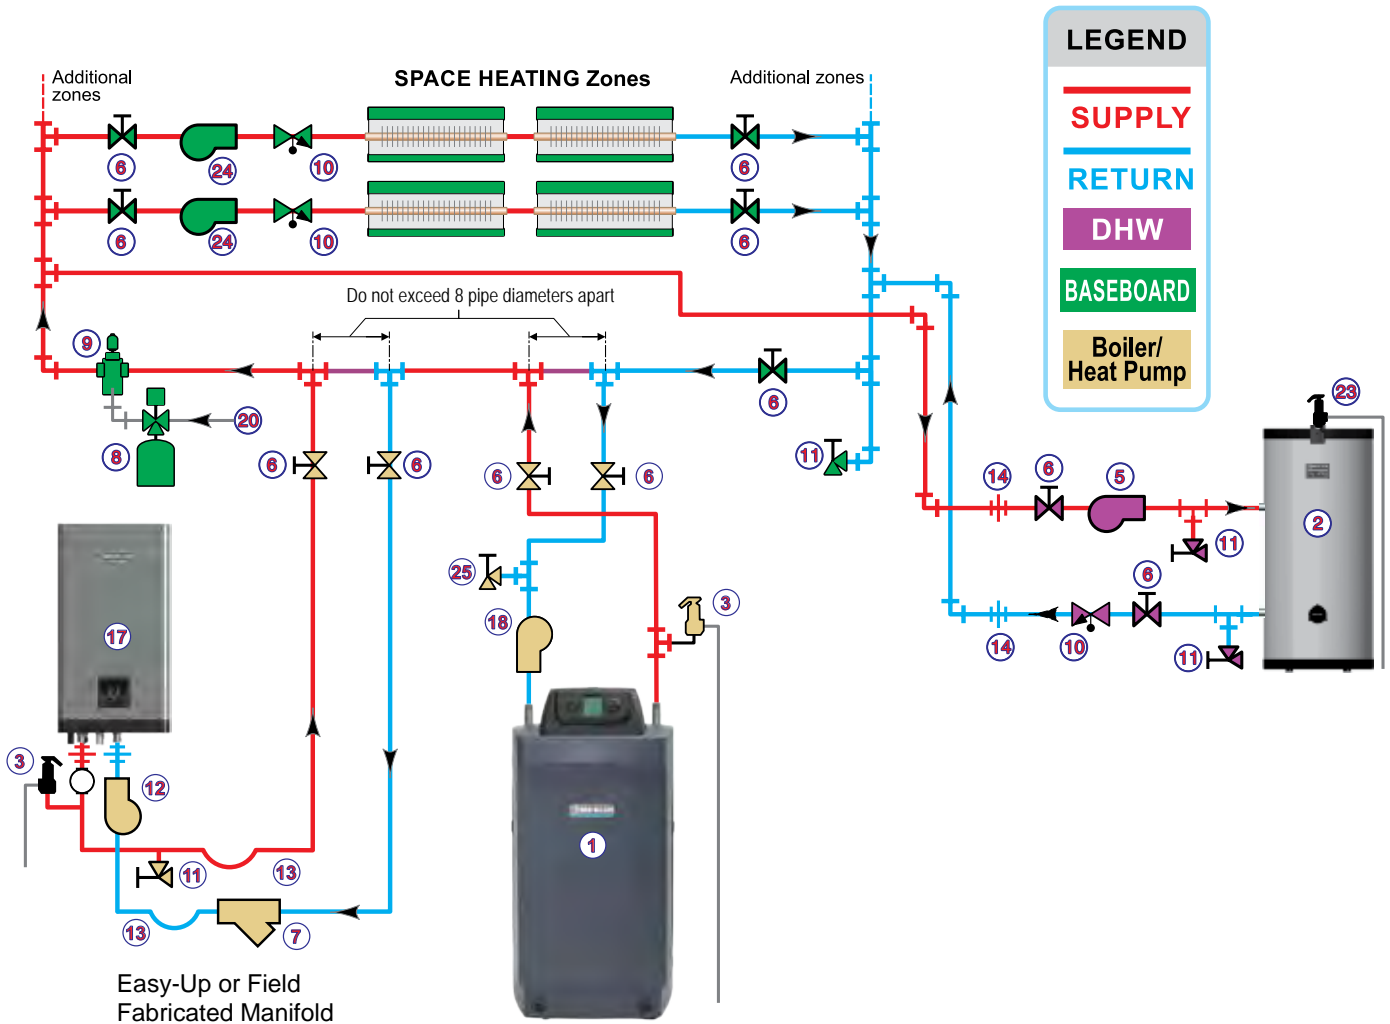 LEGEND
SUPPLY
RETURN
DHW
BASEBOARD
Boiler/
Heat Pump
Additional
zones
SPACE HEATING Zones
Additional zones
6
24
10
6
6
24
10
6
Do not exceed 8 pipe diameters apart
9
6
20
8
6
6
6
6
11
23
14
6
5
2
11
25
6
18
3
14
10
11
17
3
12
1
11
13
13
7
Easy-Up or Field
Fabricated Manifold